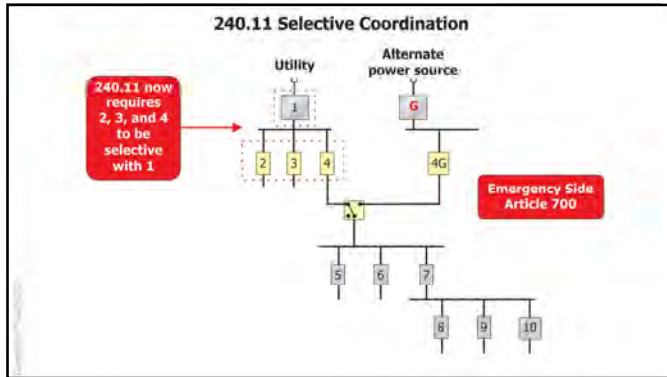 240.11 Selective Coordination
Utility
Alternate
power source
240.11 now
requires
2, 3, and 4
to be
selective
with 1
1
G
2
3
4
4G
Emergency Side
Article 700
5
6
7
8
9
10